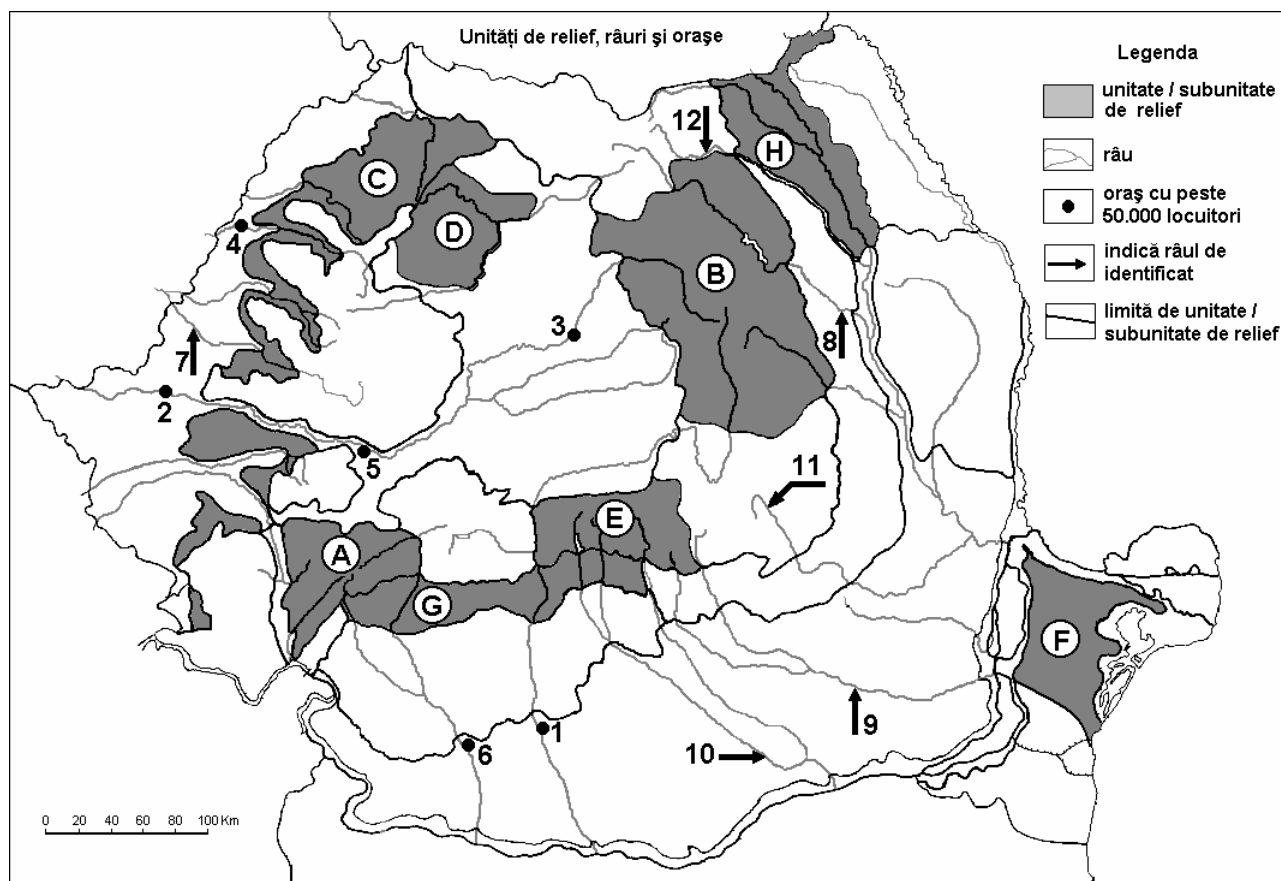 Unități de relief, râuri şi oraşe
Legenda
unitate / subunitate
de relief
râu
oraş cu peste
50.000 locuitori
indică râul de
identificat
limită de unitate /
subunitate de relief
12
H
C
4
D
B
3
7
8
2
5
11
E
A
G
F
9
10
1
6
0 20 40 60 80 100 Km